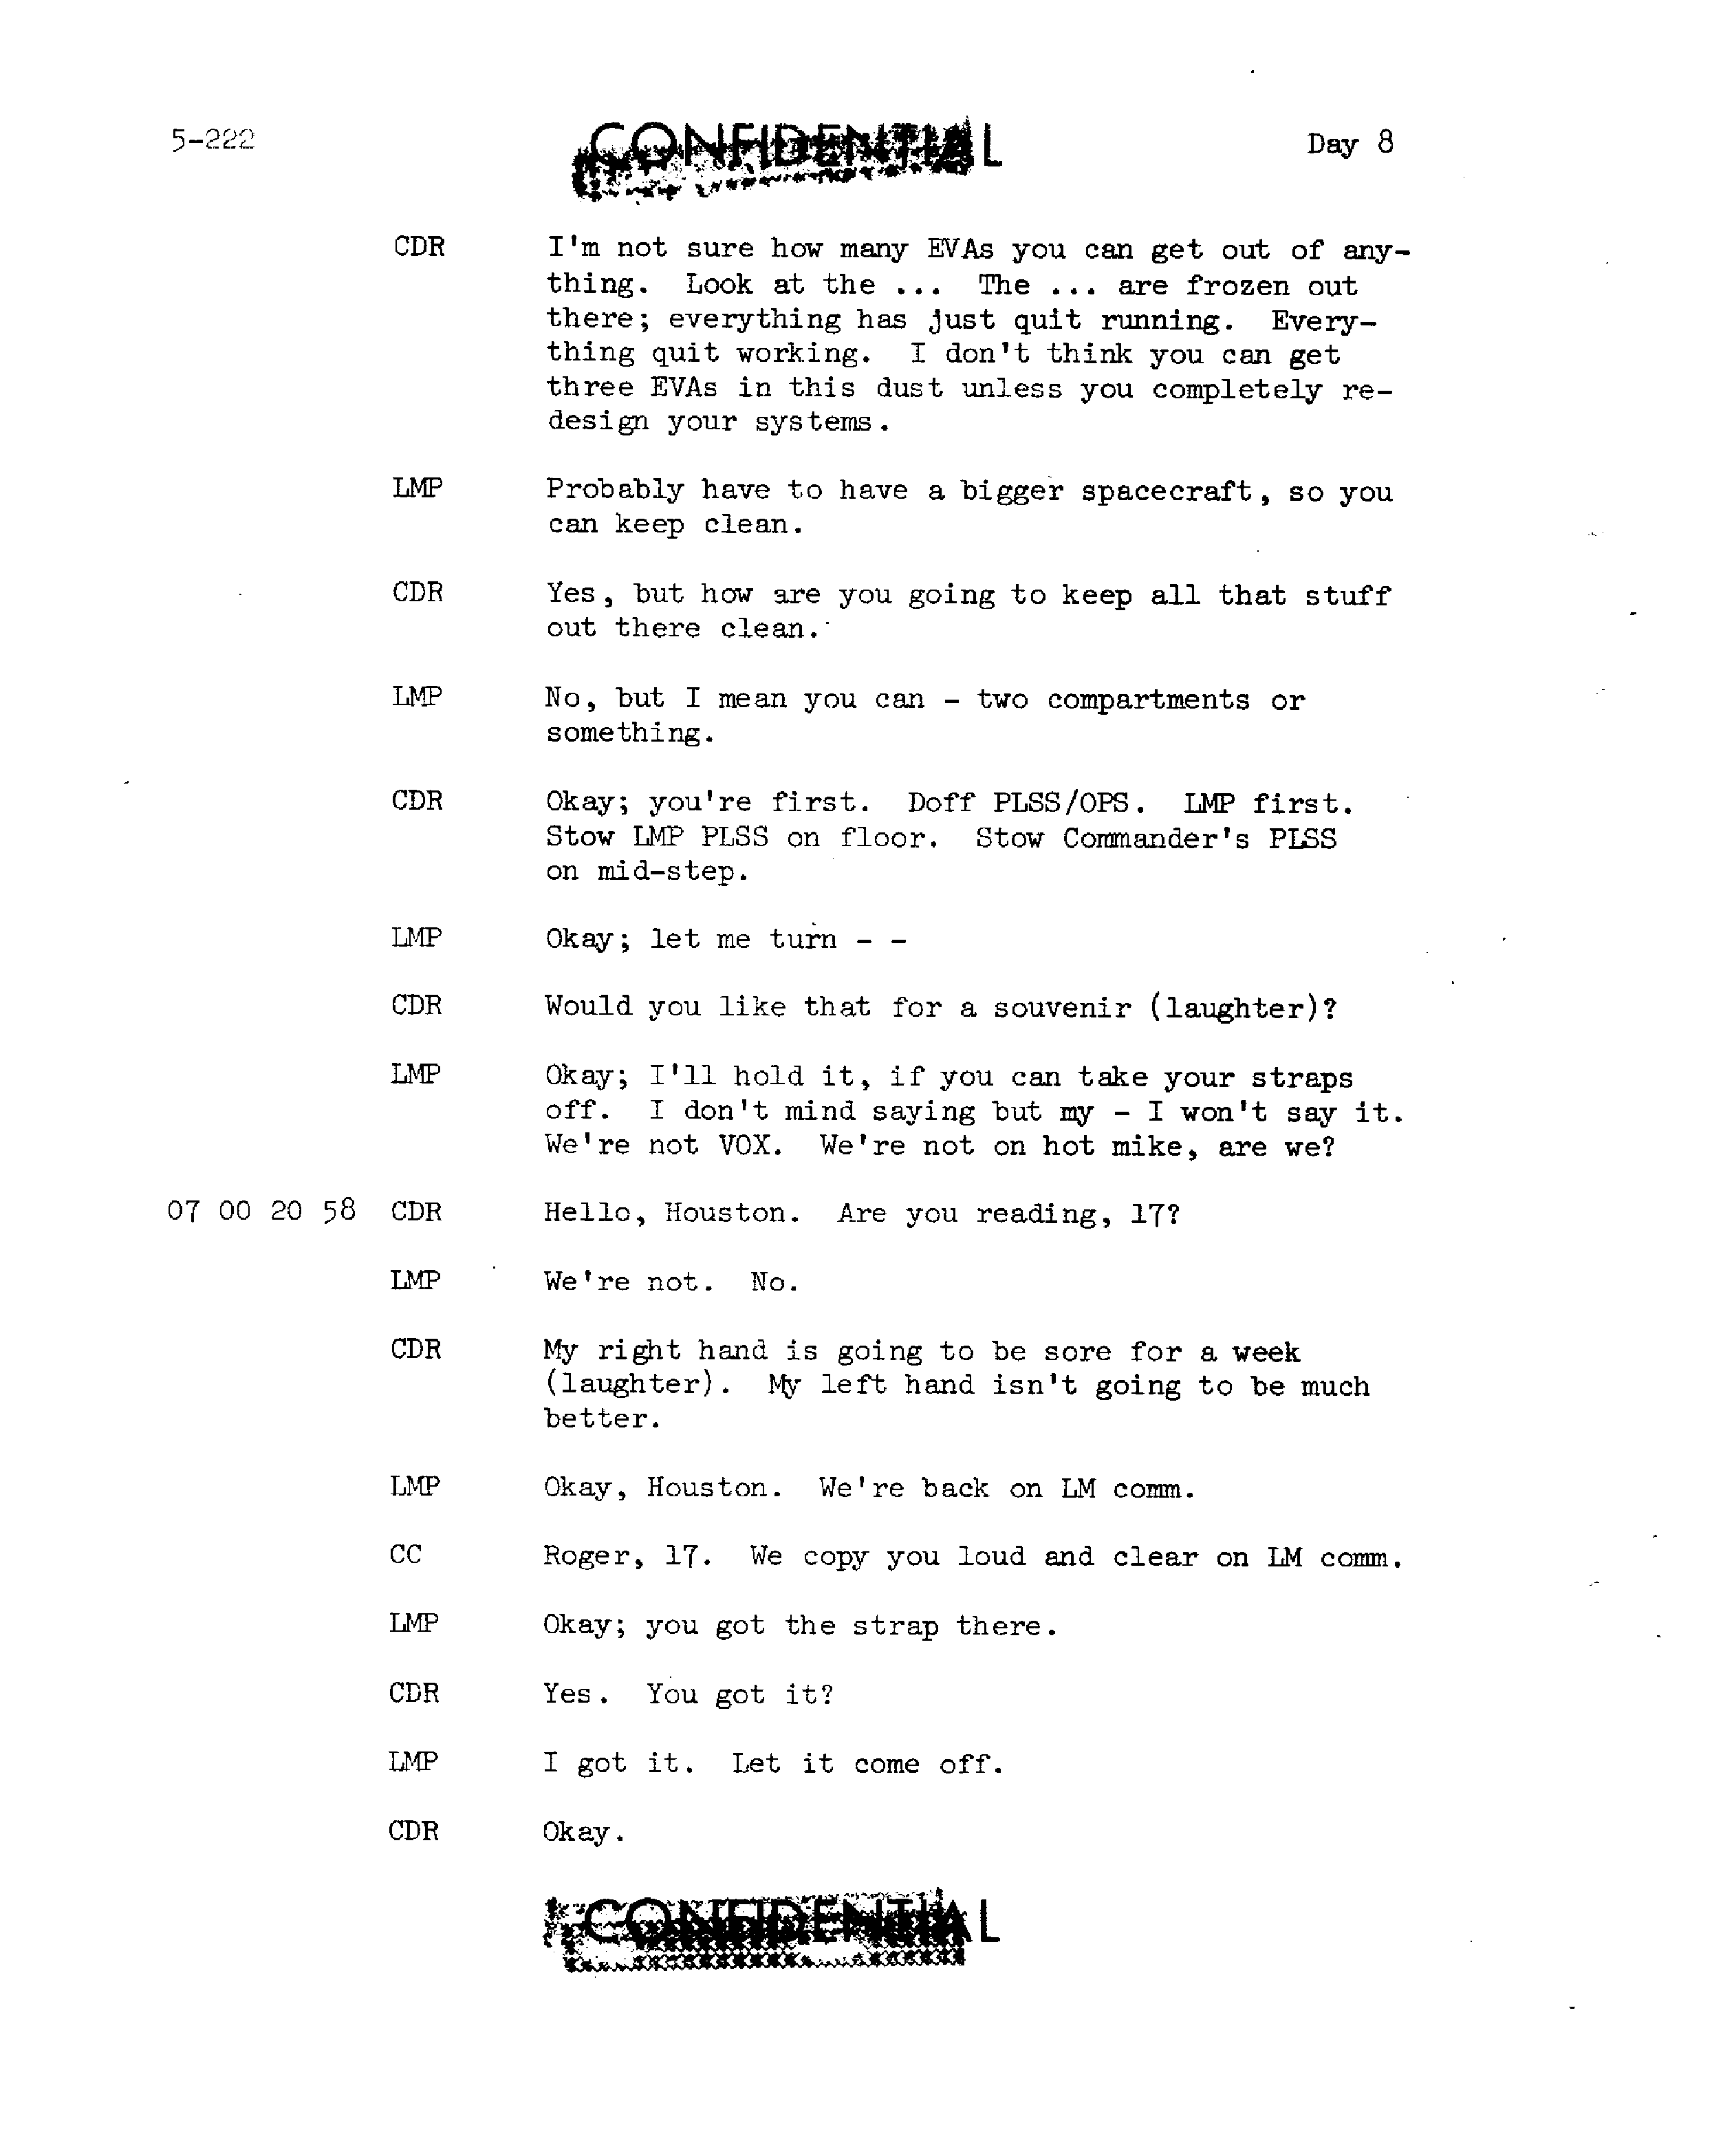 5-222 CONFIDENTIAL Day 8
CDR I'm not sure how many EVAs you can get out of any-
thing. Look at the ... The ... are frozen out
there; everything has just quit running. Every-
thing quit working. I don't think you can get
three EVAs in this dust unless you completely re-
design your systems.
LMP Probably have to have a bigger spacecraft, so you
can keep clean.
CDR Yes, but how are you going to keep all that stuff
out there clean.
LMP No, but I mean you can - two compartments or
something.
CDR Okay; you're first. Doff PLSS/OPS. LMP first.
Stow LMP PLSS on floor. Stow Commander's PLSS
on mid-step.
LMP Okay; let me turn - -
CDR Would you like that for a souvenir (laughter)?
LMP Okay; I'll hold it, if you can take your straps
off. I don't mind saying but my - I won't say it.
We're not VOX. We're not on hot mike, are we?
07 00 20 58 CDR Hello, Houston. Are you reading, 17?
LMP We're not. No.
CDR My right hand is going to be sore for a week
(laughter). My left hand isn't going to be much
better.
LMP Okay, Houston. We're back on LM comm.
CC Roger, 17. We copy you loud and clear on LM comm.
LMP Okay; you got the strap there.
CDR Yes. You got it?
LMP I got it. Let it come off.
CDR Okay.
CONFIDENTIAL